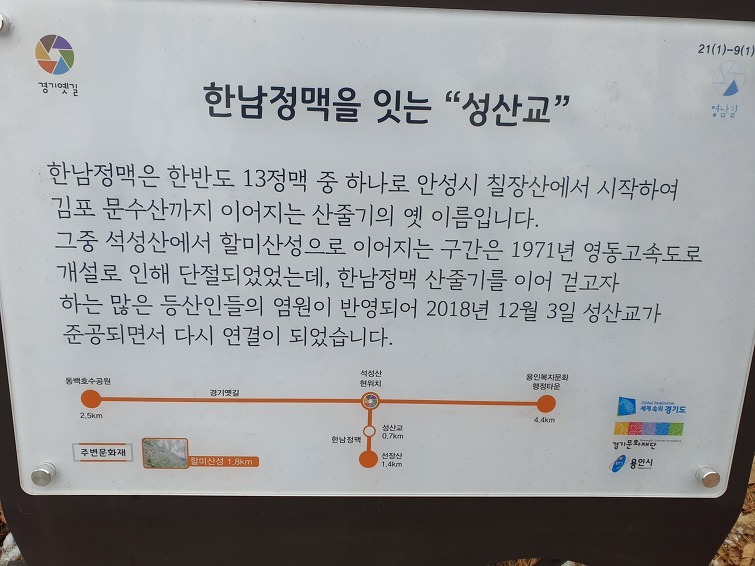 21(1)-9(1)
경기옛길
영남길
한남정맥을 잇는 “성산교”
한남정맥은 한반도 13정맥 중 하나로 안성시 칠장산에서 시작하여
김포 문수산까지 이어지는 산줄기의 옛 이름입니다.
그중 석성산에서 할미산성으로 이어지는 구간은 1971년 영동고속도로
개설로 인해 단절되었었는데, 한남정맥 산줄기를 이어 걷고자
하는 많은 등산인들의 염원이 반영되어 2018년 12월 3일 성산교가
준공되면서 다시 연결이 되었습니다.
동백호수공원
2,5km
경기옛길
석성산
현위치
용인복지문화
행정타운
4,4km
성산교
0,7km
한남정맥
선장산
1,4km
주변문화재
할미산성 1,8km
Global Inspiration
세계 속의 경기도
경기문화재단
용인시